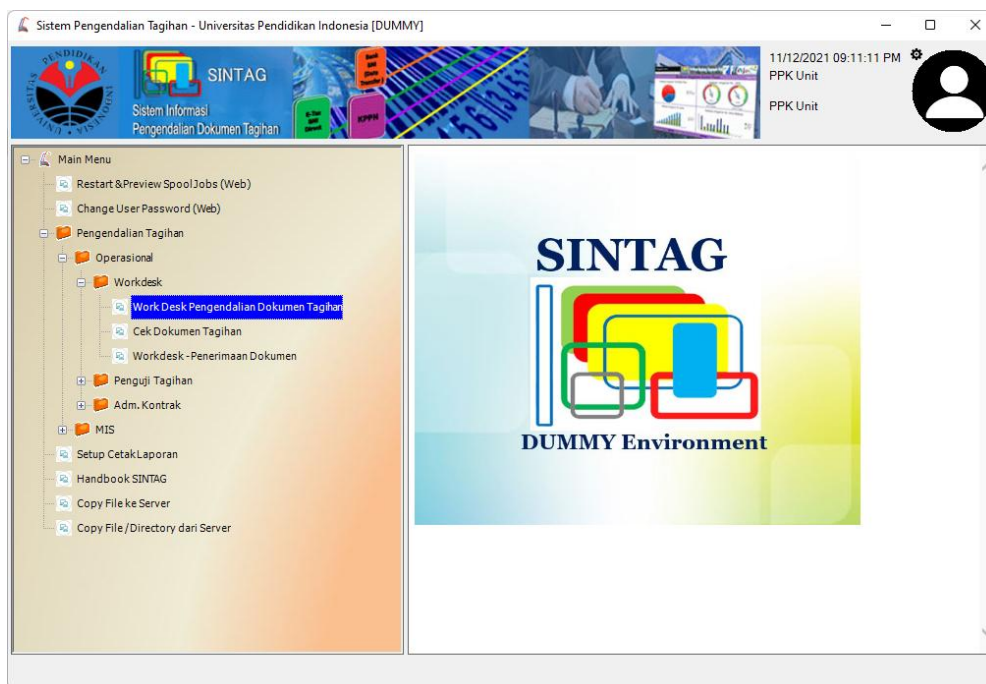 Sistem Pengendalian Tagihan - Universitas Pendidikan Indonesia [DUMMY]
SINTAG
Sistem Informasi
Pengendalian Dokumen Tagihan
KPPN
11/12/2021 09:11:11 PM
PPK Unit
PPK Unit
Main Menu
Restart &Preview SpoolJobs (Web)
Change User Password (Web)
Pengendalian Tagihan
Operasional
Workdesk
Work Desk Pengendalian Dokumen Tagihan
Cek Dokumen Tagihan
Workdesk -Penerimaan Dokumen
Penguji Tagihan
Adm. Kontrak
MIS
Setup Cetak Laporan
Handbook SINTAG
Copy File ke Server
Copy File /Directory dari Server
SINTAG
DUMMY Environment